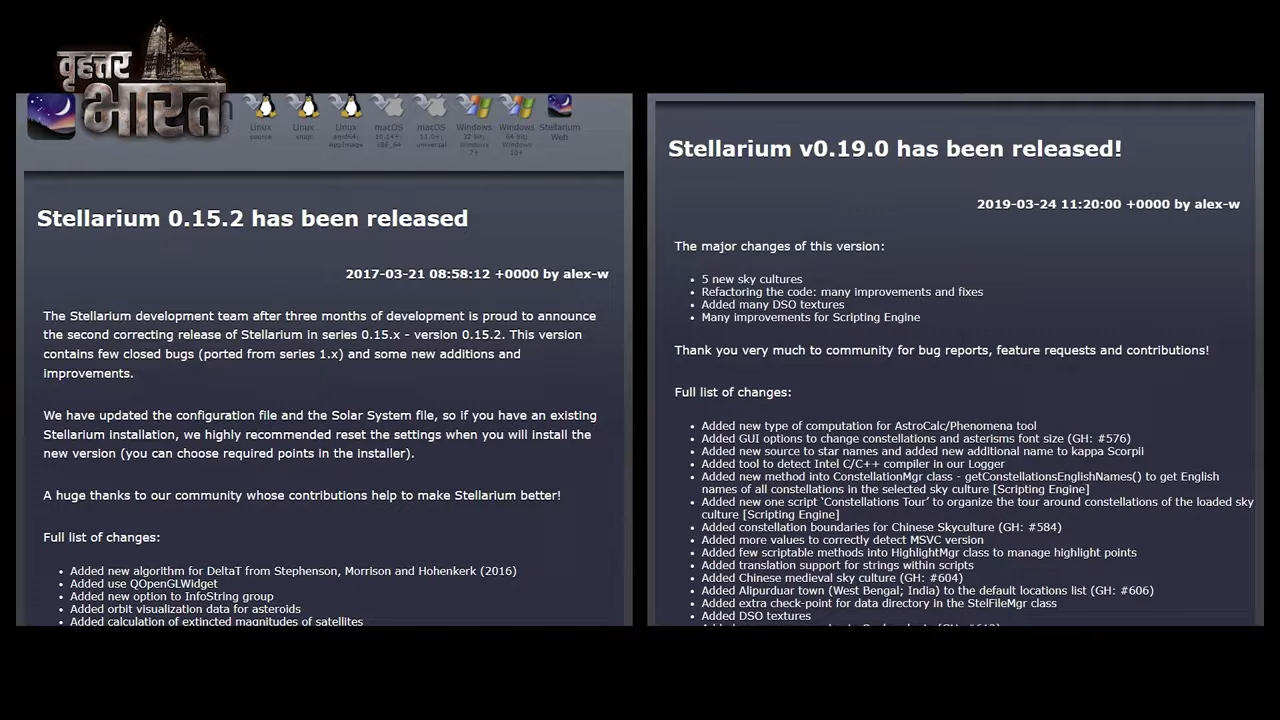 वृहत्तर
भारत
Linux
source
Linux
snap
Linux
amd64;
AppImage
macOS
10.14+;
x86_64
macOS
11.0+;
universal
Windows
32 bit;
Windows
7+
Windows
64 bit;
Windows
10+
Stellarium
Web
Stellarium 0.15.2 has been released
2017-03-21 08:58:12 +0000 by alex-w
The Stellarium development team after three months of development is proud to announce
the second correcting release of Stellarium in series 0.15.x - version 0.15.2. This version
contains few closed bugs (ported from series 1.x) and some new additions and
improvements.
We have updated the configuration file and the Solar System file, so if you have an existing
Stellarium installation, we highly recommended reset the settings when you will install the
new version (you can choose required points in the installer).
A huge thanks to our community whose contributions help to make Stellarium better!
Full list of changes:
• Added new algorithm for DeltaT from Stephenson, Morrison and Hohenkerk (2016)
• Added use QOpenGLWidget
• Added new option to InfoString group
• Added orbit visualization data for asteroids
• Added calculation of extincted magnitudes of satellites
Stellarium v0.19.0 has been released!
2019-03-24 11:20:00 +0000 by alex-w
The major changes of this version:
• 5 new sky cultures
• Refactoring the code: many improvements and fixes
• Added many DSO textures
• Many improvements for Scripting Engine
Thank you very much to community for bug reports, feature requests and contributions!
Full list of changes:
• Added new type of computation for AstroCalc/Phenomena tool
• Added GUI options to change constellations and asterisms font size (GH: #576)
• Added new source to star names and added new additional name to kappa Scorpii
• Added tool to detect Intel C/C++ compiler in our Logger
• Added new method into ConstellationMgr class - getConstellationsEnglishNames() to get English
names of all constellations in the selected sky culture [Scripting Engine]
• Added new one script ‘Constellations Tour’ to organize the tour around constellations of the loaded sky
culture [Scripting Engine]
• Added constellation boundaries for Chinese Skyculture (GH: #584)
• Added more values to correctly detect MSVC version
• Added few scriptable methods into HighlightMgr class to manage highlight points
• Added translation support for strings within scripts
• Added Chinese medieval sky culture (GH: #604)
• Added Alipurduar town (West Bengal; India) to the default locations list (GH: #606)
• Added extra check-point for data directory in the StelFileMgr class
• Added DSO textures